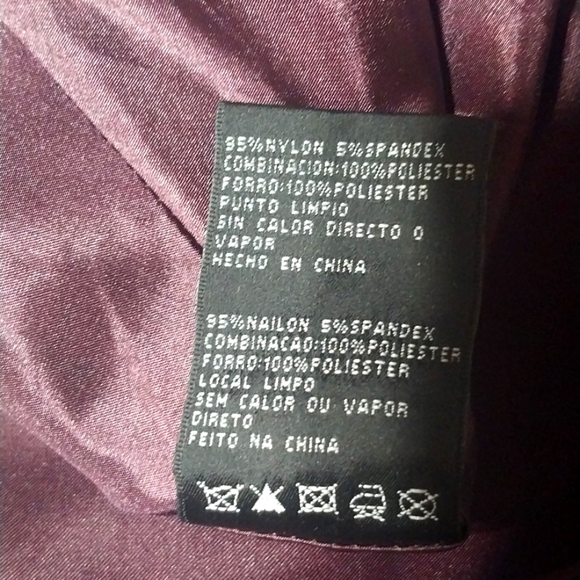 95%NYLON 5%SPANDEX
COMBINACION:100%POLIESTER
FORRO:100%POLIESTER
PUNTO LIMPIO
SIN CALOR DIRECTO O
VAPOR
HECHO EN CHINA
95%NAILON 5%SPANDEX
COMBINACAO:100%POLIESTER
FORRO:100%POLIESTER
LOCAL LIMPO
SEM CALOR OU VAPOR
DIRETO
FEITO NA CHINA